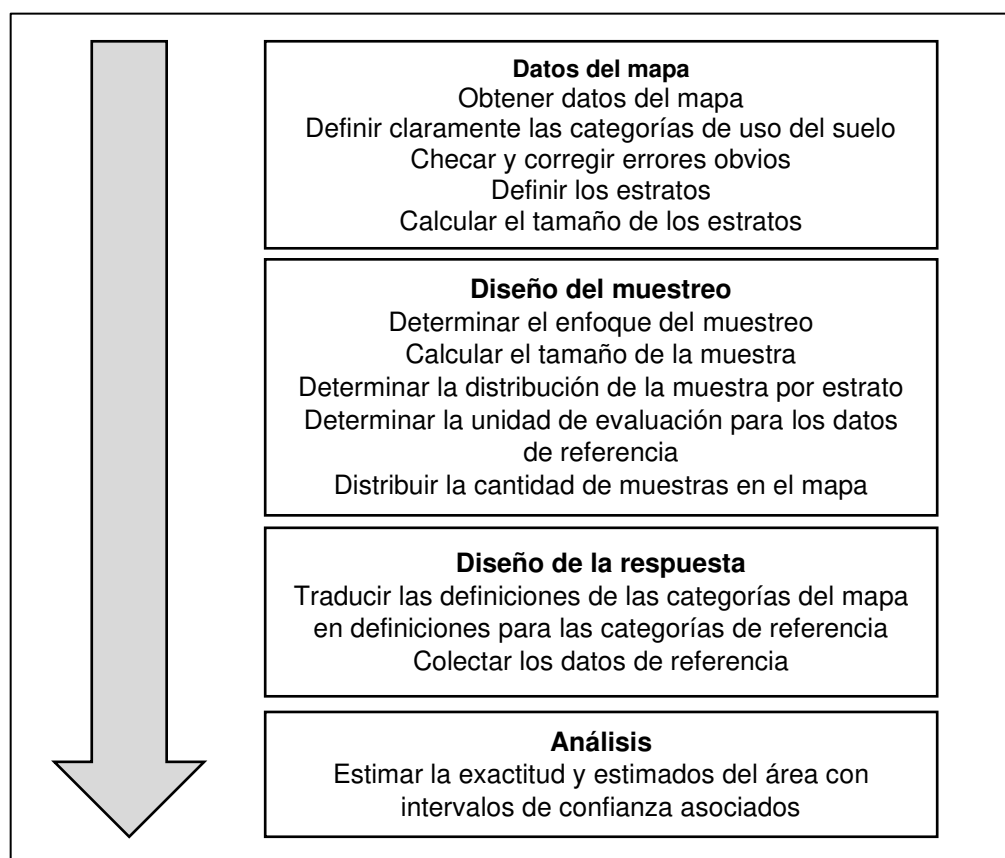 Datos del mapa
Obtener datos del mapa
Definir claramente las categorías de uso del suelo
Checar y corregir errores obvios
Definir los estratos
Calcular el tamaño de los estratos
Diseño del muestreo
Determinar el enfoque del muestreo
Calcular el tamaño de la muestra
Determinar la distribución de la muestra por estrato
Determinar la unidad de evaluación para los datos
de referencia
Distribuir la cantidad de muestras en el mapa
Diseño de la respuesta
Traducir las definiciones de las categorías del mapa
en definiciones para las categorías de referencia
Colectar los datos de referencia
Análisis
Estimar la exactitud y estimados del área con
intervalos de confianza asociados